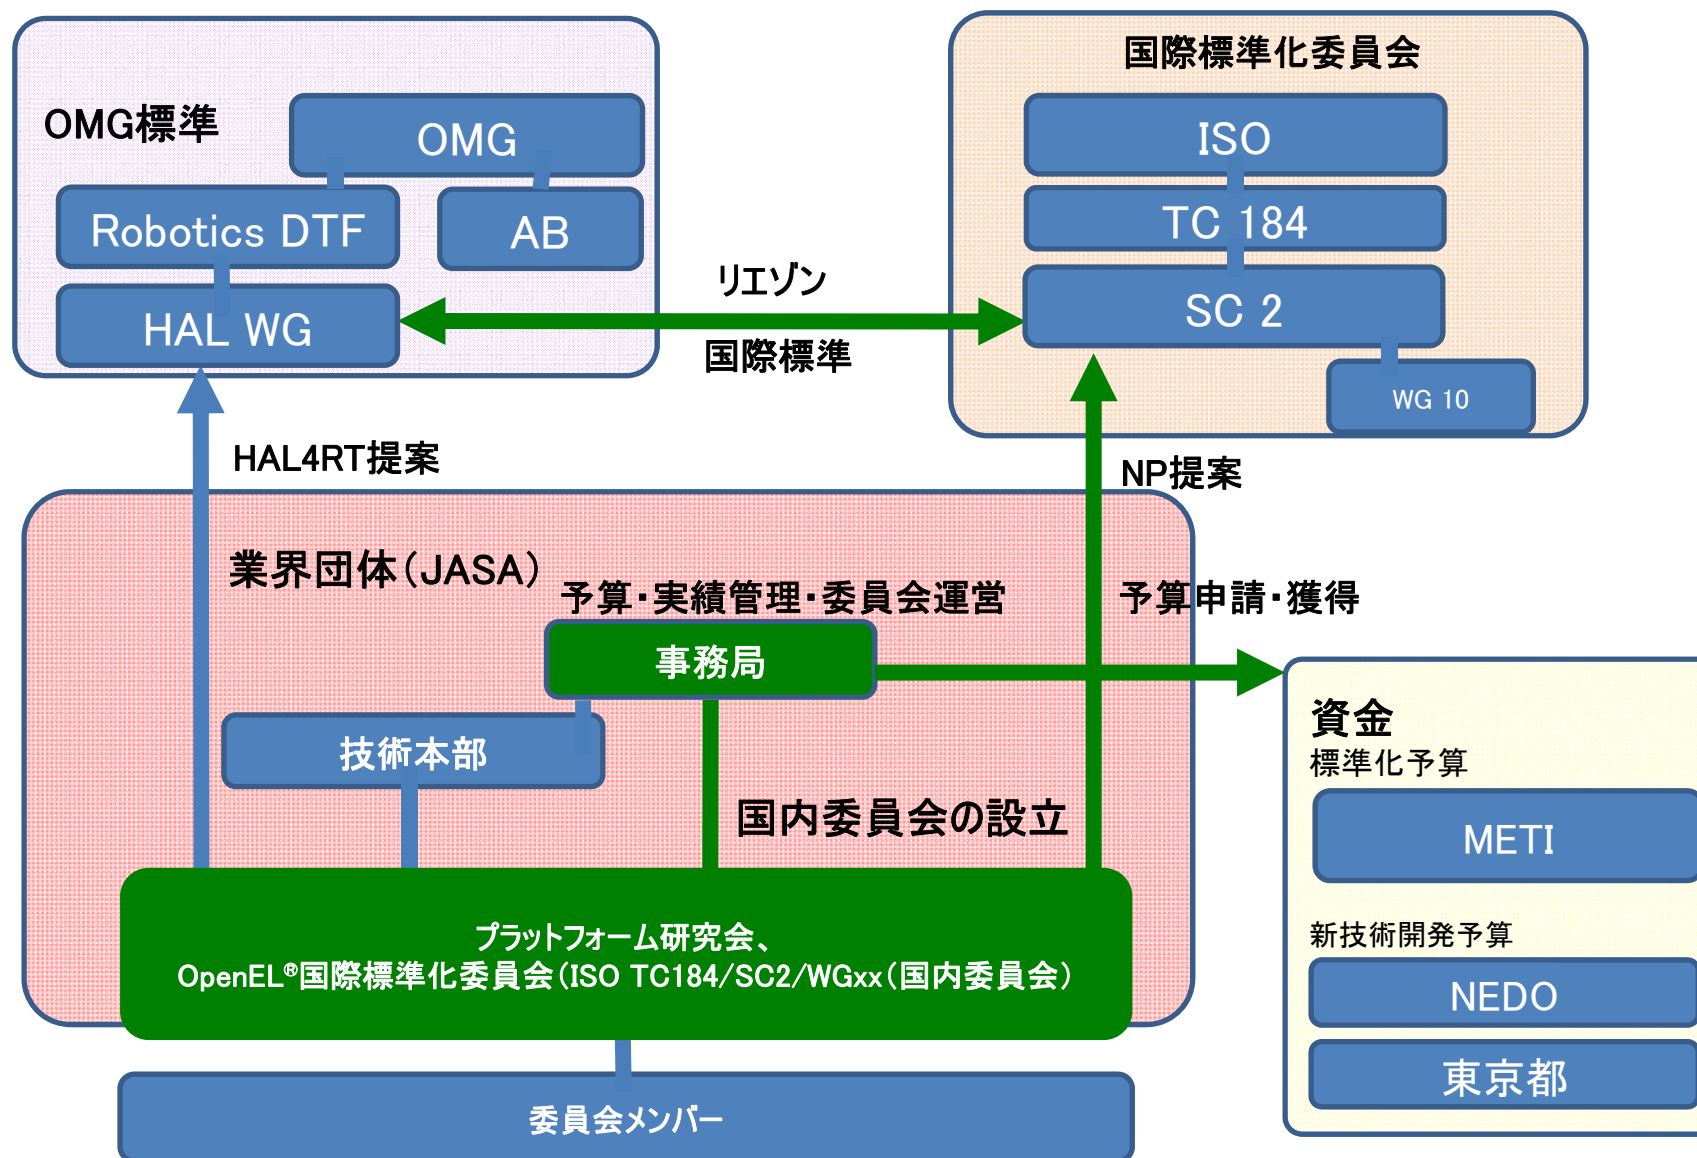 OMG標準
OMG
Robotics DTF
AB
HAL WG
国際標準化委員会
ISO
TC 184
SC 2
WG 10
リエゾン
国際標準
HAL4RT提案
NP提案
業界団体(JASA)
予算・実績管理・委員会運営
予算申請・獲得
事務局
技術本部
国内委員会の設立
プラットフォーム研究会、
OpenEL®国際標準化委員会(ISO TC184/SC2/WGxx(国内委員会)
委員会メンバー
資金
標準化予算
METI
新技術開発予算
NEDO
東京都